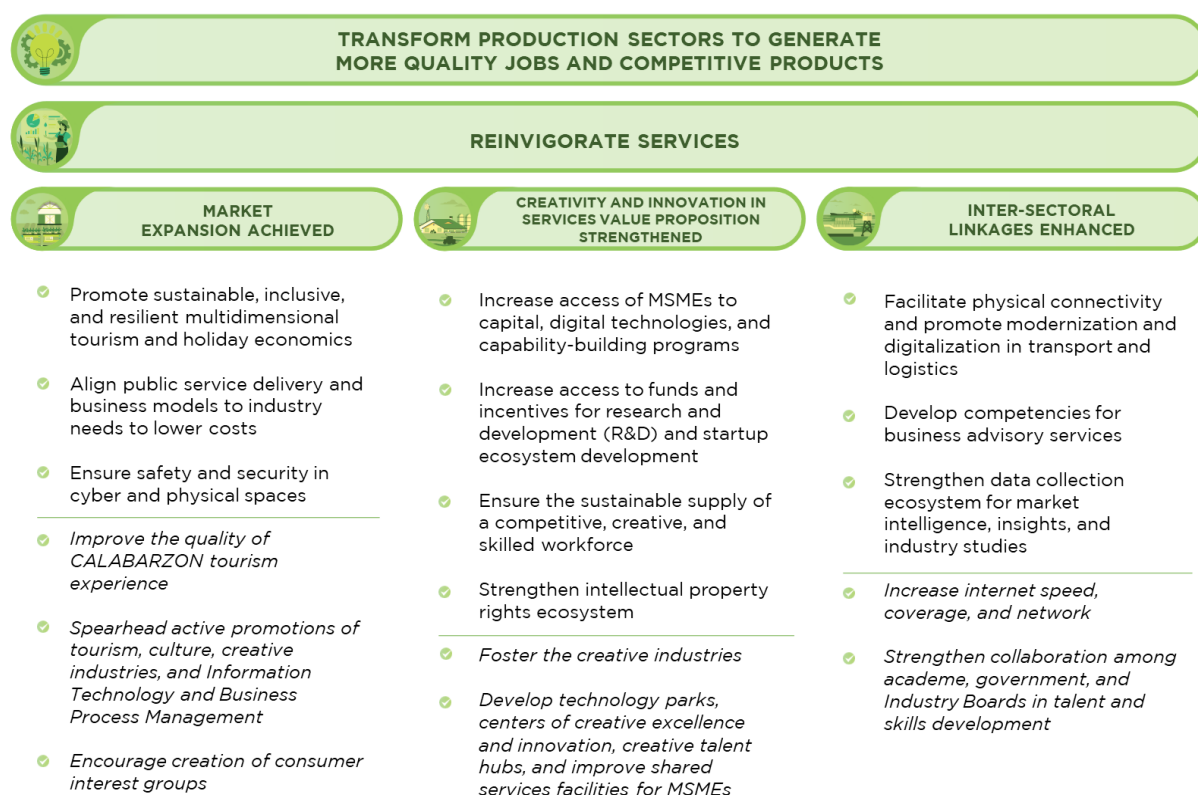 TRANSFORM PRODUCTION SECTORS TO GENERATE
MORE QUALITY JOBS AND COMPETITIVE PRODUCTS
REINVIGORATE SERVICES
MARKET
EXPANSION ACHIEVED
Promote sustainable, inclusive,
and resilient multidimensional
tourism and holiday economics
Align public service delivery and
business models to industry
needs to lower costs
Ensure safety and security in
cyber and physical spaces
Improve the quality of
CALABARZON tourism
experience
Spearhead active promotions of
tourism, culture, creative
industries, and Information
Technology and Business
Process Management
Encourage creation of consumer
interest groups
CREATIVITY AND INNOVATION IN
SERVICES VALUE PROPOSITION
STRENGTHENED
Increase access of MSMEs to
capital, digital technologies, and
capability-building programs
Increase access to funds and
incentives for research and
development (R&D) and startup
ecosystem development
Ensure the sustainable supply of
a competitive, creative, and
skilled workforce
Strengthen intellectual property
rights ecosystem
Foster the creative industries
Develop technology parks,
centers of creative excellence
and innovation, creative talent
hubs, and improve shared
services facilities for MSMEs
INTER-SECTORAL
LINKAGES ENHANCED
Facilitate physical connectivity
and promote modernization and
digitalization in transport and
logistics
Develop competencies for
business advisory services
Strengthen data collection
ecosystem for market
intelligence, insights, and
industry studies
Increase internet speed,
coverage, and network
Strengthen collaboration among
academe, government, and
Industry Boards in talent and
skills development